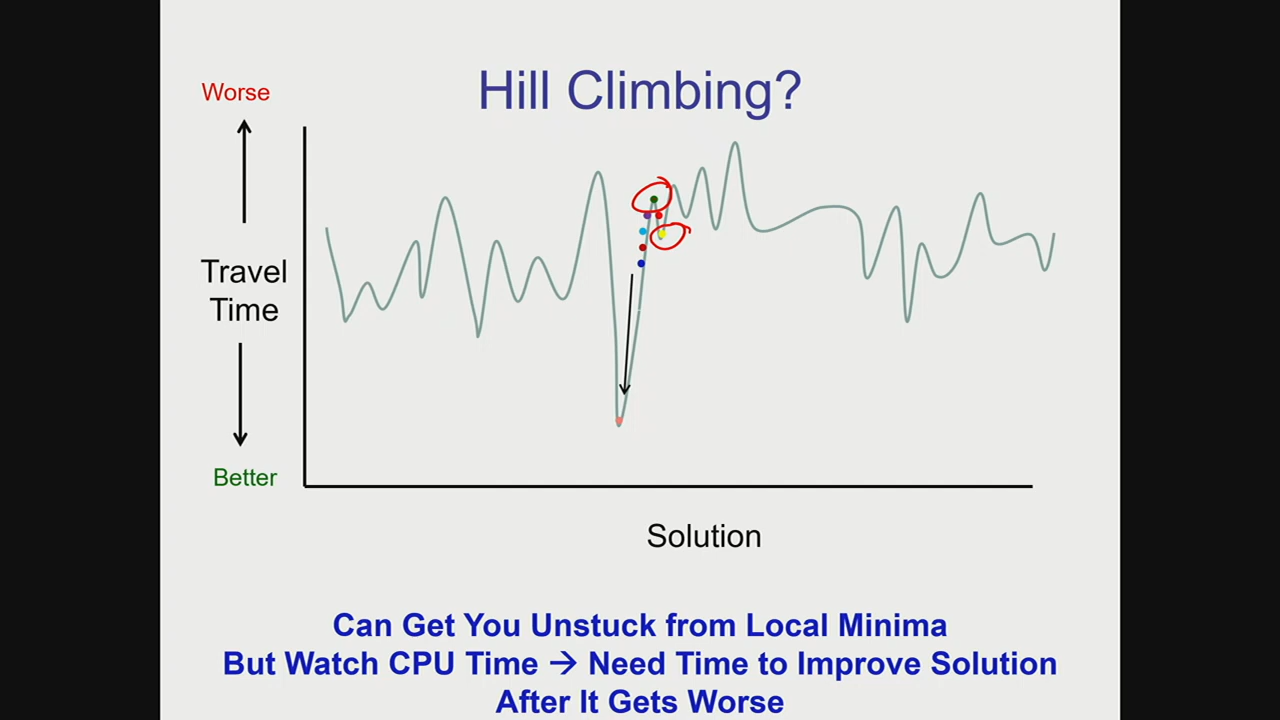 Hill Climbing?
Worse
Travel
Time
Better
Solution
Can Get You Unstuck from Local Minima
But Watch CPU Time → Need Time to Improve Solution
After It Gets Worse